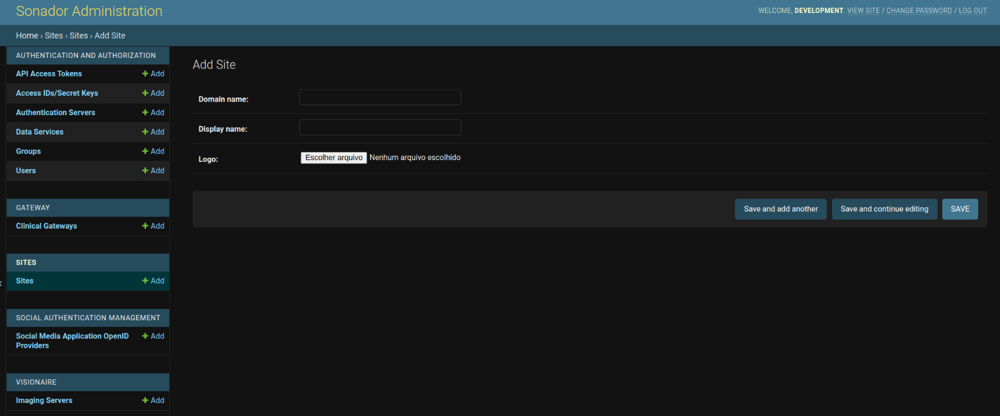 Sonador Administration
WELCOME, DEVELOPMENT. VIEW SITE / CHANGE PASSWORD / LOG OUT
Home › Sites › Sites › Add Site
AUTHENTICATION AND AUTHORIZATION
API Access Tokens + Add
Access IDs/Secret Keys + Add
Authentication Servers + Add
Data Services + Add
Groups + Add
Users + Add
GATEWAY
Clinical Gateways + Add
SITES
Sites + Add
SOCIAL AUTHENTICATION MANAGEMENT
Social Media Application OpenID + Add
Providers
VISIONAIRE
Imaging Servers + Add
Add Site
Domain name:
Display name:
Logo: Escolher arquivo Nenhum arquivo escolhido
Save and add another Save and continue editing SAVE